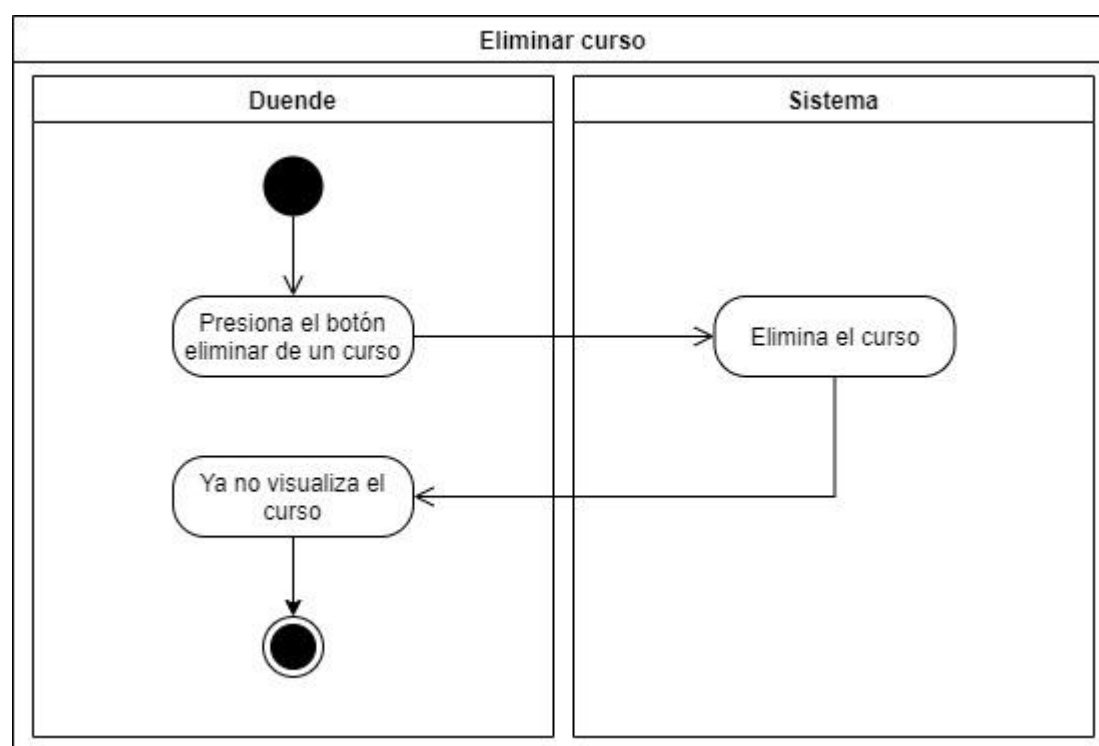 Eliminar curso
Duende
Sistema
Presiona el botón
eliminar de un curso
Elimina el curso
Ya no visualiza el
curso